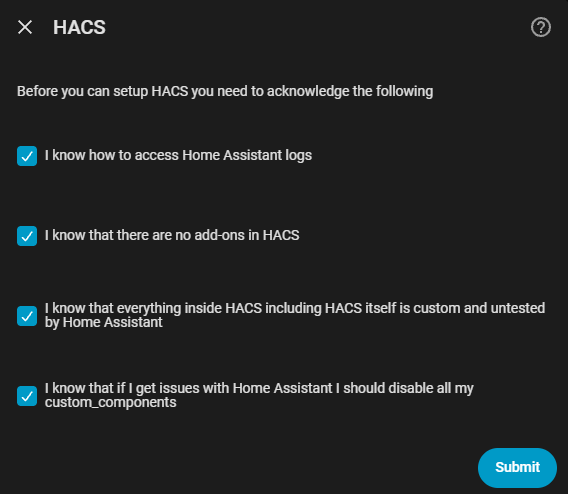 HACS
Before you can setup HACS you need to acknowledge the following
I know how to access Home Assistant logs
I know that there are no add-ons in HACS
I know that everything inside HACS including HACS itself is custom and untested
by Home Assistant
I know that if I get issues with Home Assistant I should disable all my
custom_components
Submit